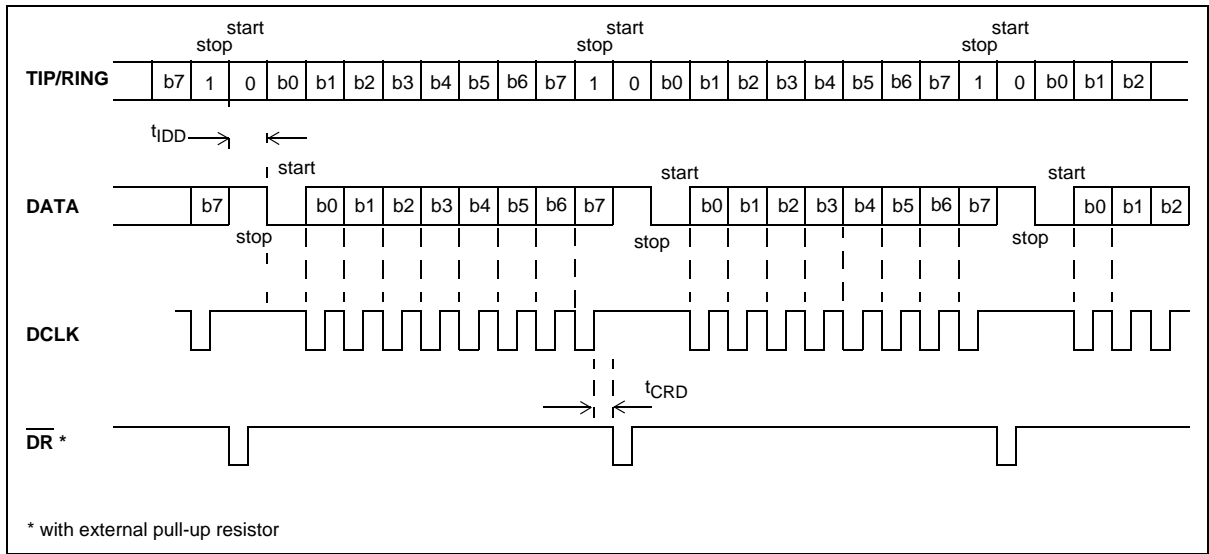 start start start
stop stop stop
TIP/RING b7 1 0 b0 b1 b2 b3 b4 b5 b6 b7 1 0 b0 b1 b2 b3 b4 b5 b6 b7 1 0 b0 b1 b2
tIDD
start start start
DATA b7 b0 b1 b2 b3 b4 b5 b6 b7 b0 b1 b2 b3 b4 b5 b6 b7 b0 b1 b2
stop stop stop
DCLK
tCRD
DR *
* with external pull-up resistor